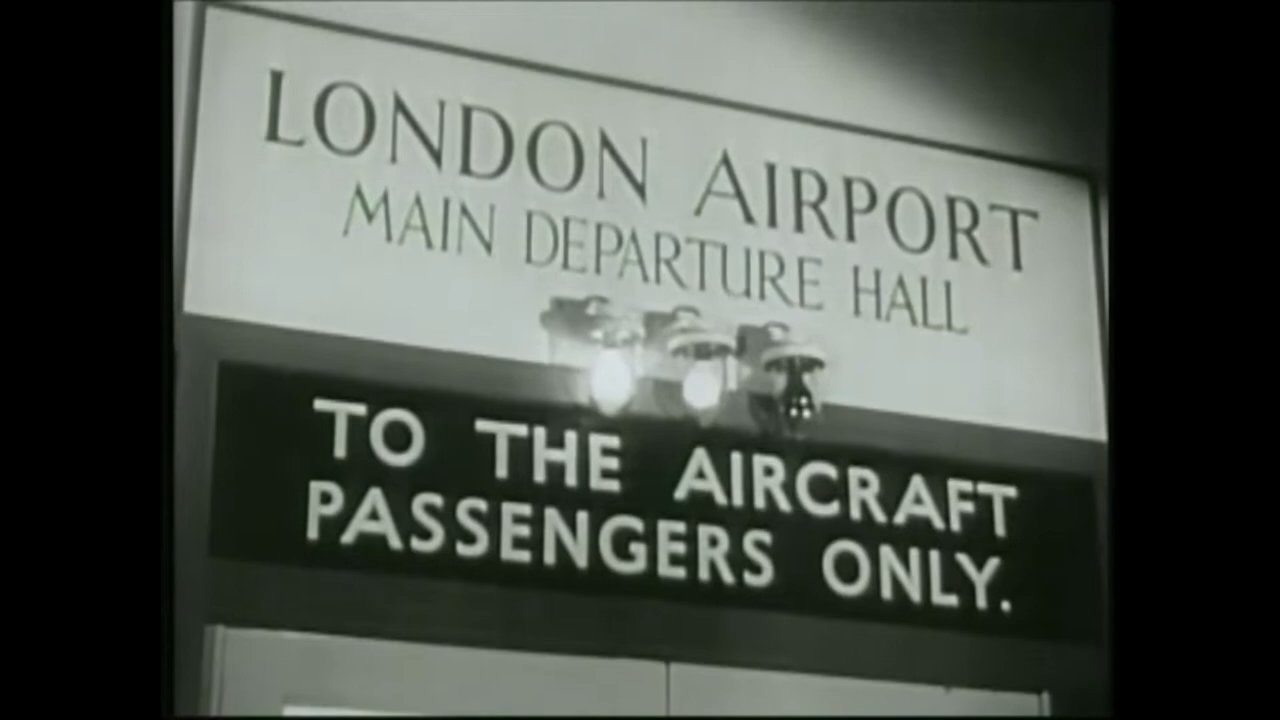 LONDON AIRPORT
MAIN DEPARTURE HALL
TO THE AIRCRAFT
PASSENGERS ONLY.